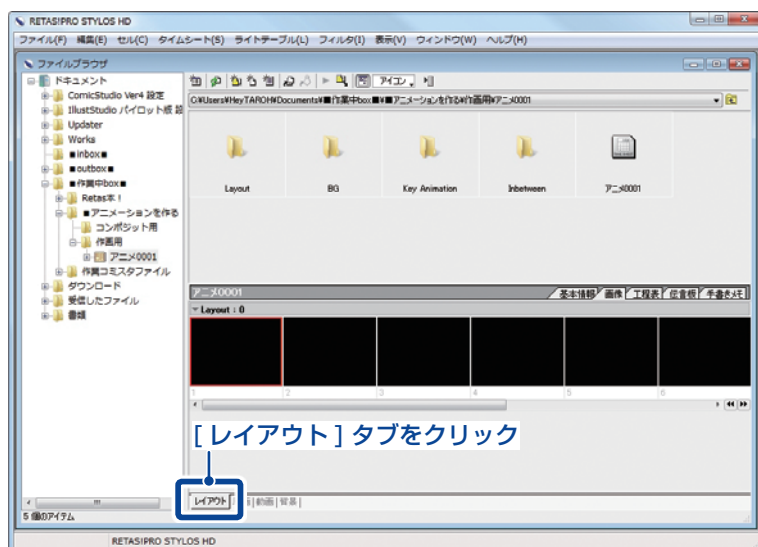 RETAS!PRO STYLOS HD
ファイル(F) 編集(E) セル(C) タイムシート(S) ライトテーブル(L) フィルタ(I) 表示(V) ウィンドウ(W) ヘルプ(H)
ファイルブラウザ
ドキュメント
ComicStudio Ver4 設定
IllustStudio パイロット版 設
Updater
Works
■inbox■
■outbox■
■作業中box■
Retas本！
■アニメーションを作る
コンポジット用
作画用
アニメ0001
作業コミスタファイル
ダウンロード
受信したファイル
書類
アイコン
C:¥Users¥HeyTAROH¥Documents¥■作業中box■¥■アニメーションを作る¥作画用¥アニメ0001
Layout
BG
Key Animation
Inbetween
アニメ0001
アニメ0001
基本情報 画像 工程表 伝言板 手書きメモ
Layout : 0
1 2 3 4 5 6
[レイアウト] タブをクリック
レイアウト
動画 背景
5 個のアイテム
RETAS!PRO STYLOS HD